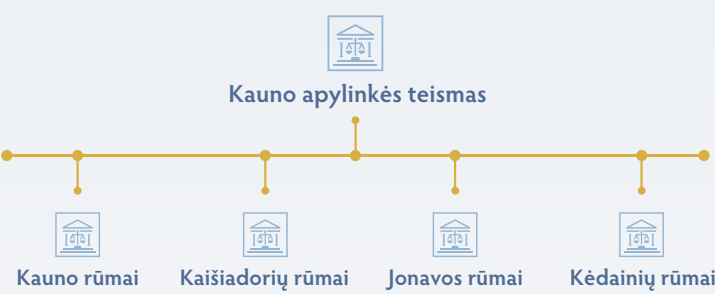 Kauno apylinkės teismas
Kauno rūmai
Kaišiadorių rūmai
Jonavos rūmai
Kėdainių rūmai